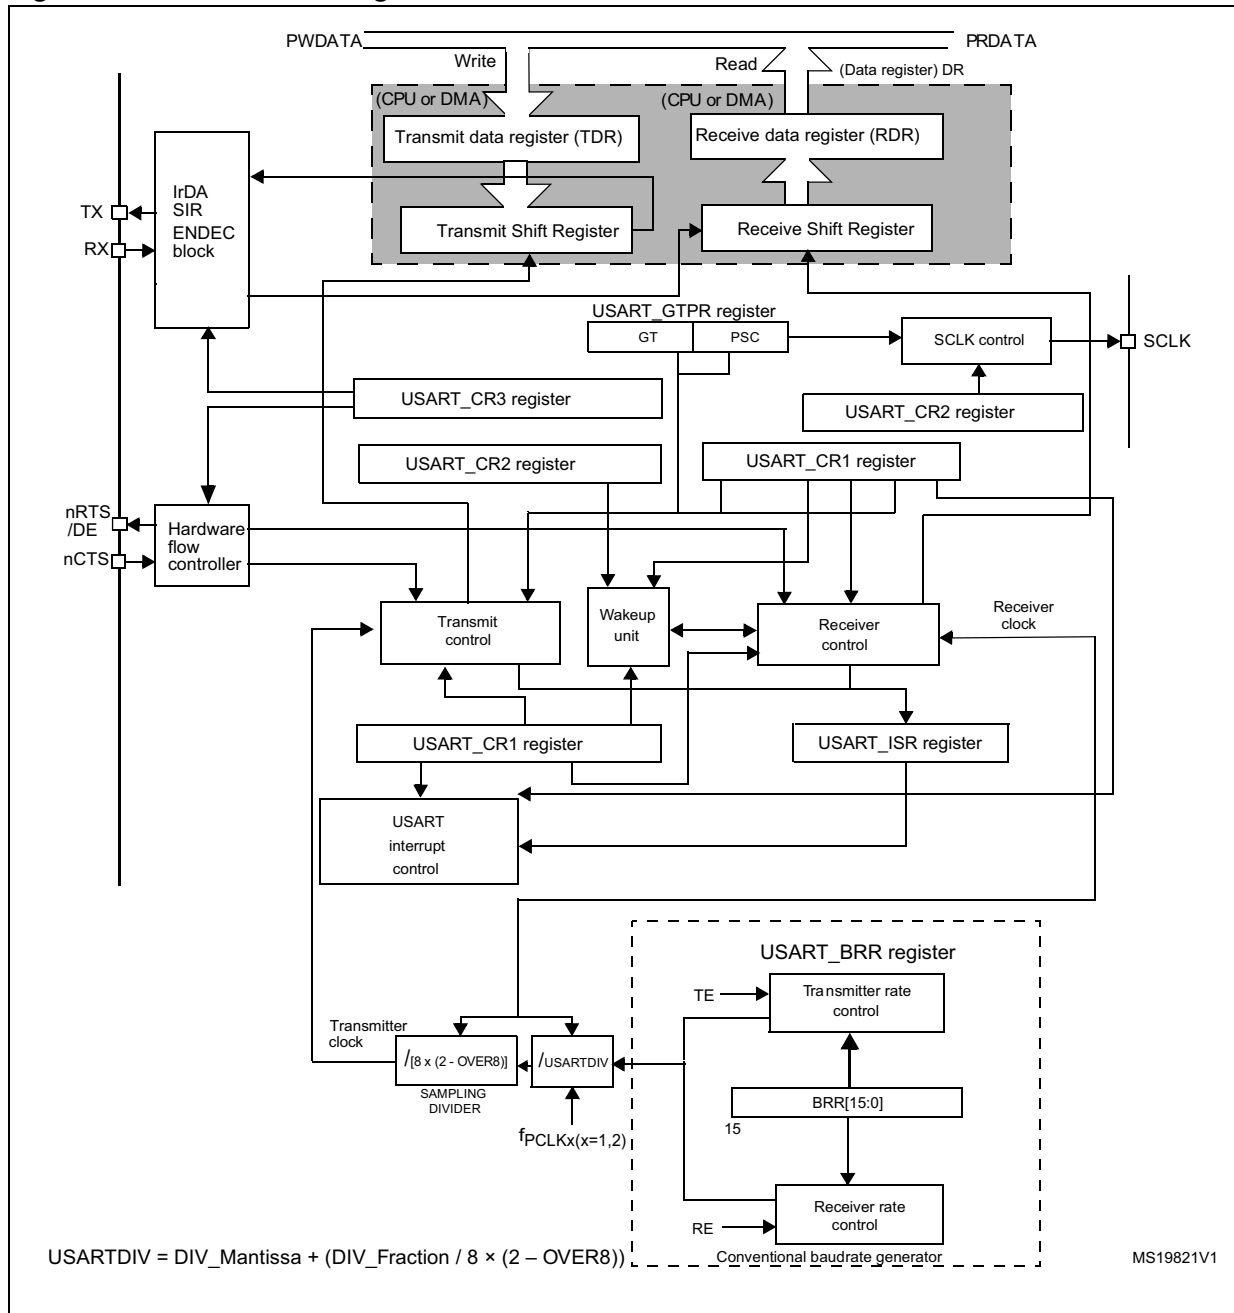 PWDATA
PRDATA
Write
Read
(Data register) DR
(CPU or DMA)
(CPU or DMA)
Transmit data register (TDR)
Receive data register (RDR)
IrDA
SIR
ENDEC
block
TX
RX
Transmit Shift Register
Receive Shift Register
USART_GTPR register
GT
PSC
SCLK control
SCLK
USART_CR3 register
USART_CR2 register
USART_CR2 register
USART_CR1 register
nRTS
/DE
nCTS
Hardware
flow
controller
Transmit
control
Wakeup
unit
Receiver
control
Receiver
clock
USART_CR1 register
USART_ISR register
USART
interrupt
control
USART_BRR register
TE
Transmitter rate
control
Transmitter
clock
/[8 x (2 - OVER8)]
/USARTDIV
SAMPLING
DIVIDER
BRR[15:0]
15
fPCLKx(x=1,2)
Receiver rate
control
RE
Conventional baudrate generator
USARTDIV = DIV_Mantissa + (DIV_Fraction / 8 × (2 – OVER8))
MS19821V1